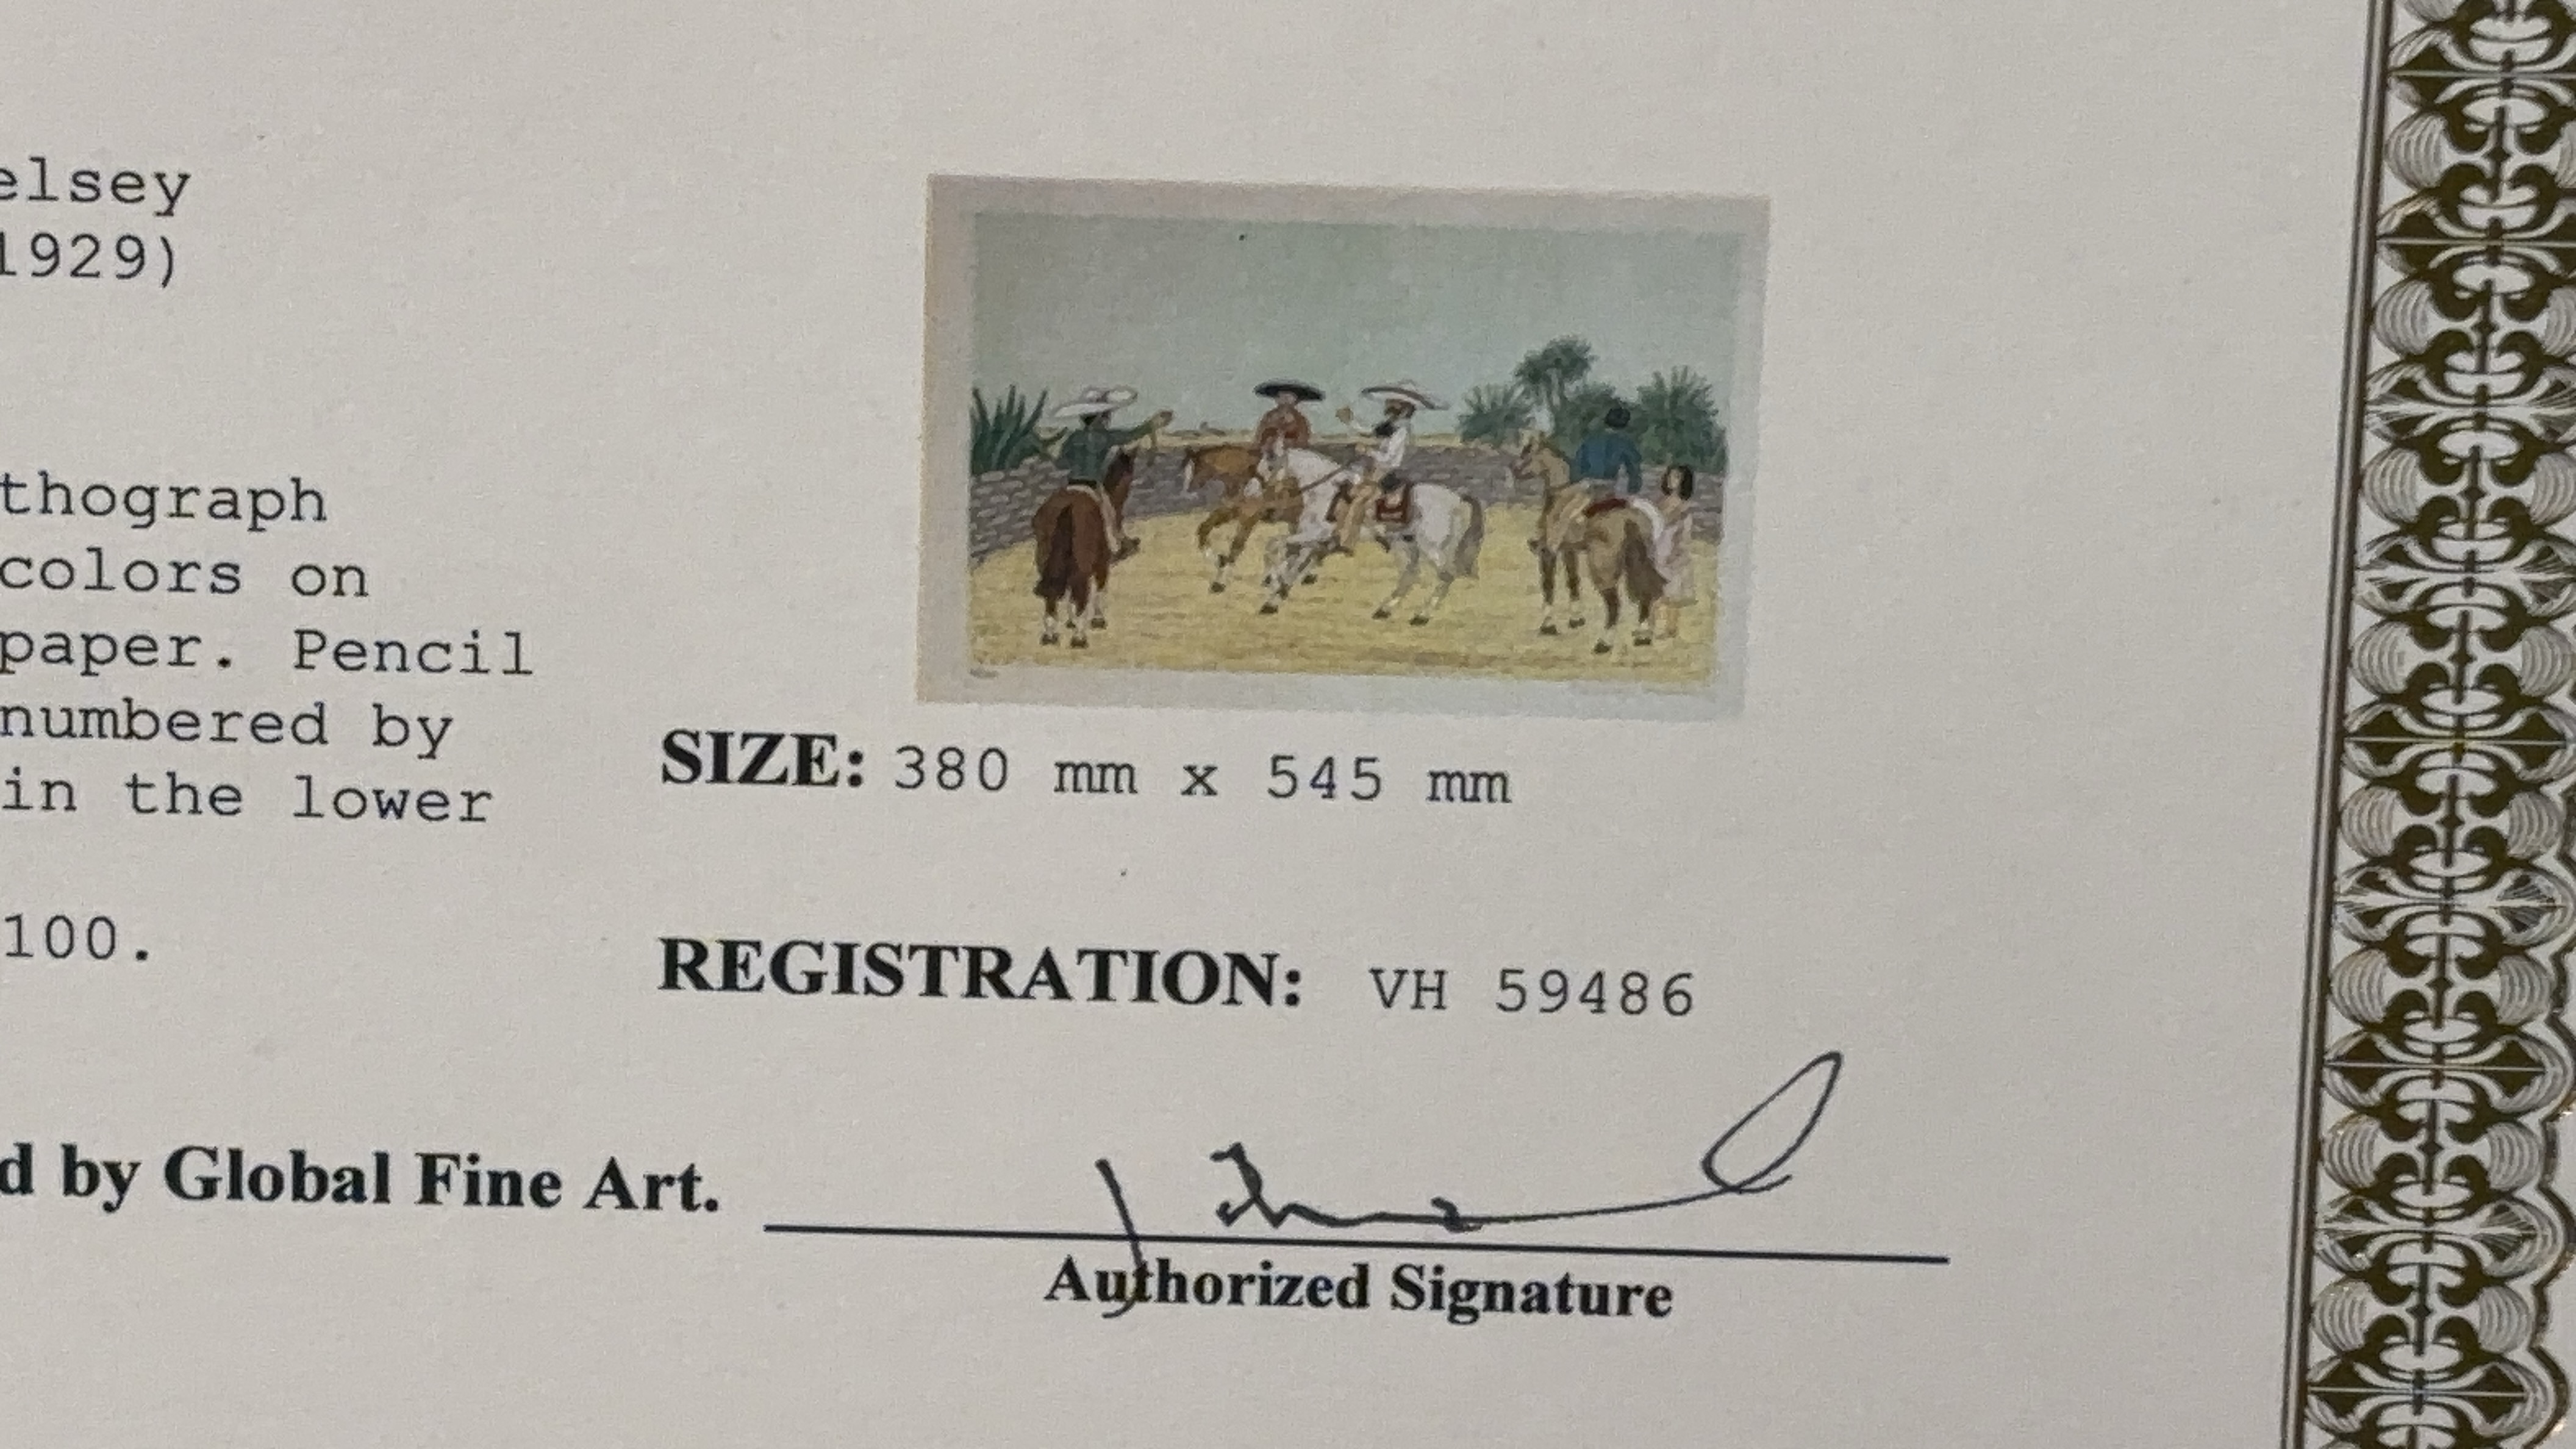 elsey
1929)
thograph
colors on
paper. Pencil
numbered by
in the lower
100.
SIZE: 380 mm x 545 mm
REGISTRATION: VH 59486
d by Global Fine Art.
Authorized Signature